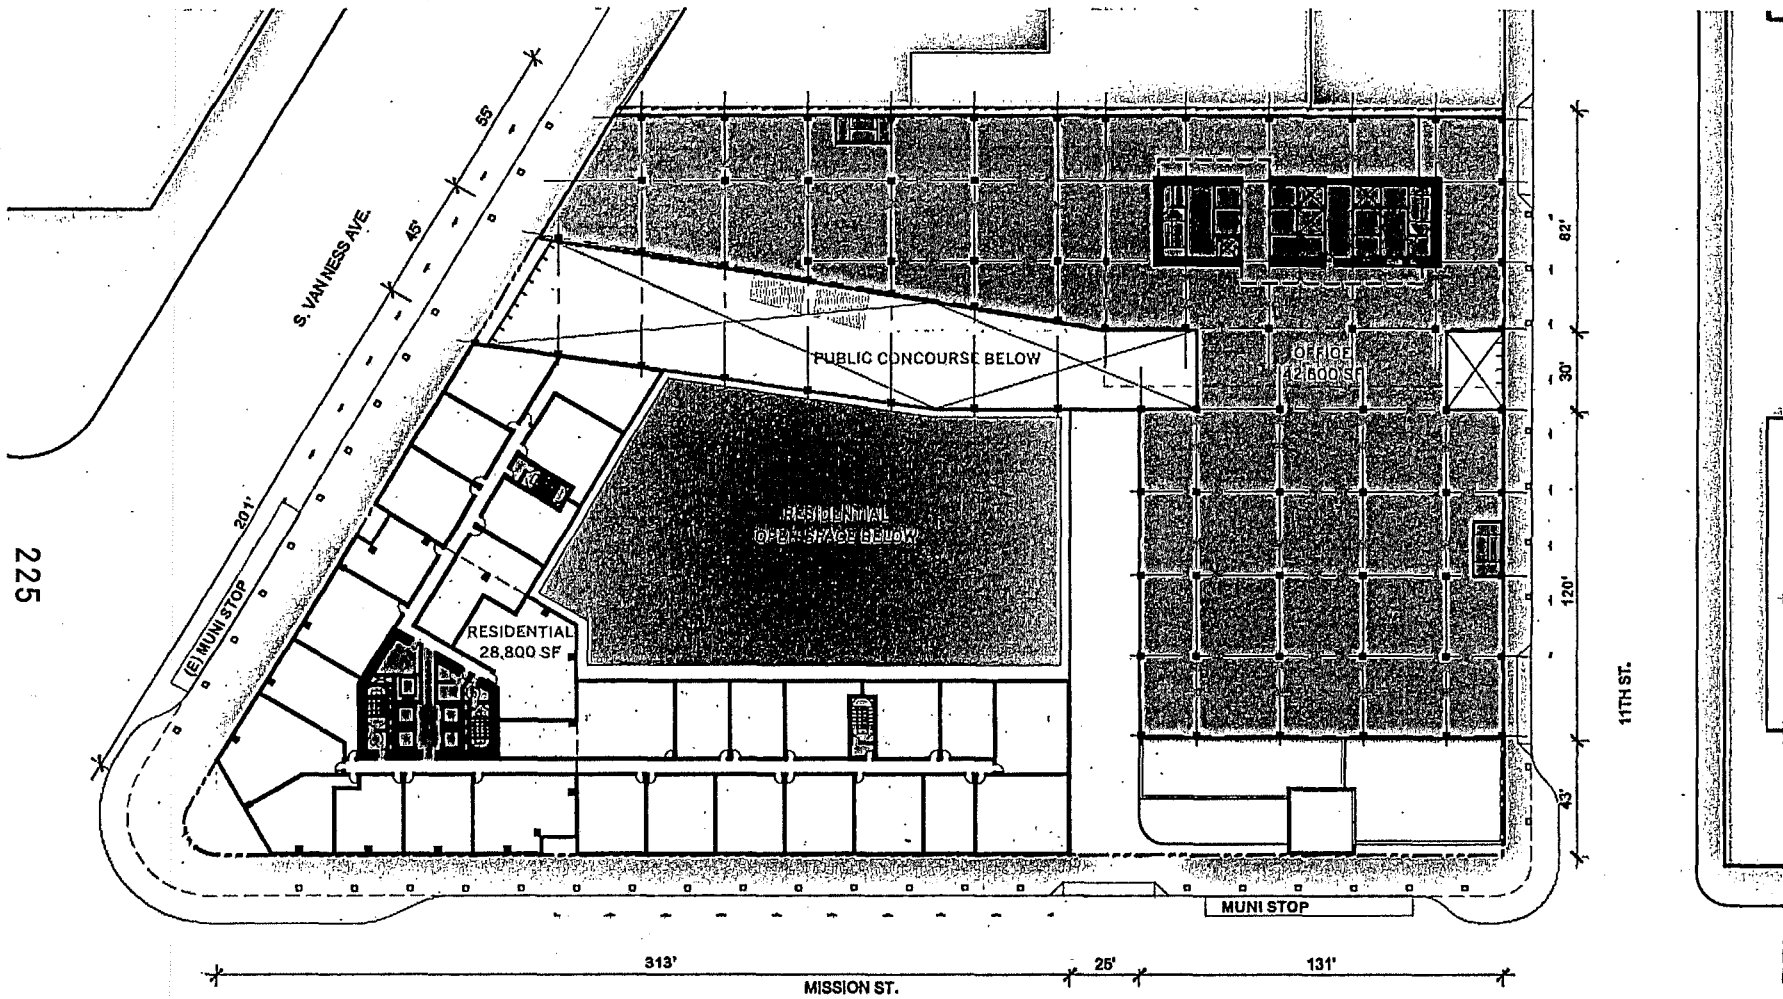 55'
45'
S. VAN NESS AVE.
82'
PUBLIC CONCOURSE BELOW
OFFICE
42,600 SF
30'
201'
RESIDENTIAL
OPEN SPACE BELOW
225
120'
(E) MUNI STOP
RESIDENTIAL
28,800 SF
11TH ST.
43'
MUNI STOP
313'
25'
131'
MISSION ST.